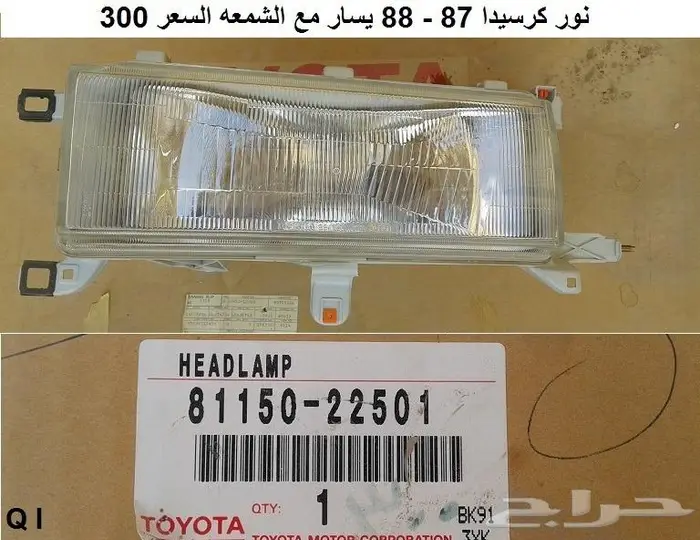 نور كرسيدا 87 - 88 يسار مع الشمعه السعر 300
TOYOTA
HEADLAMP
81150-22501
QTY: 1
BK91
TOYOTA
TOYOTA MOTOR CORPORATION
3YK
Q I
حراج